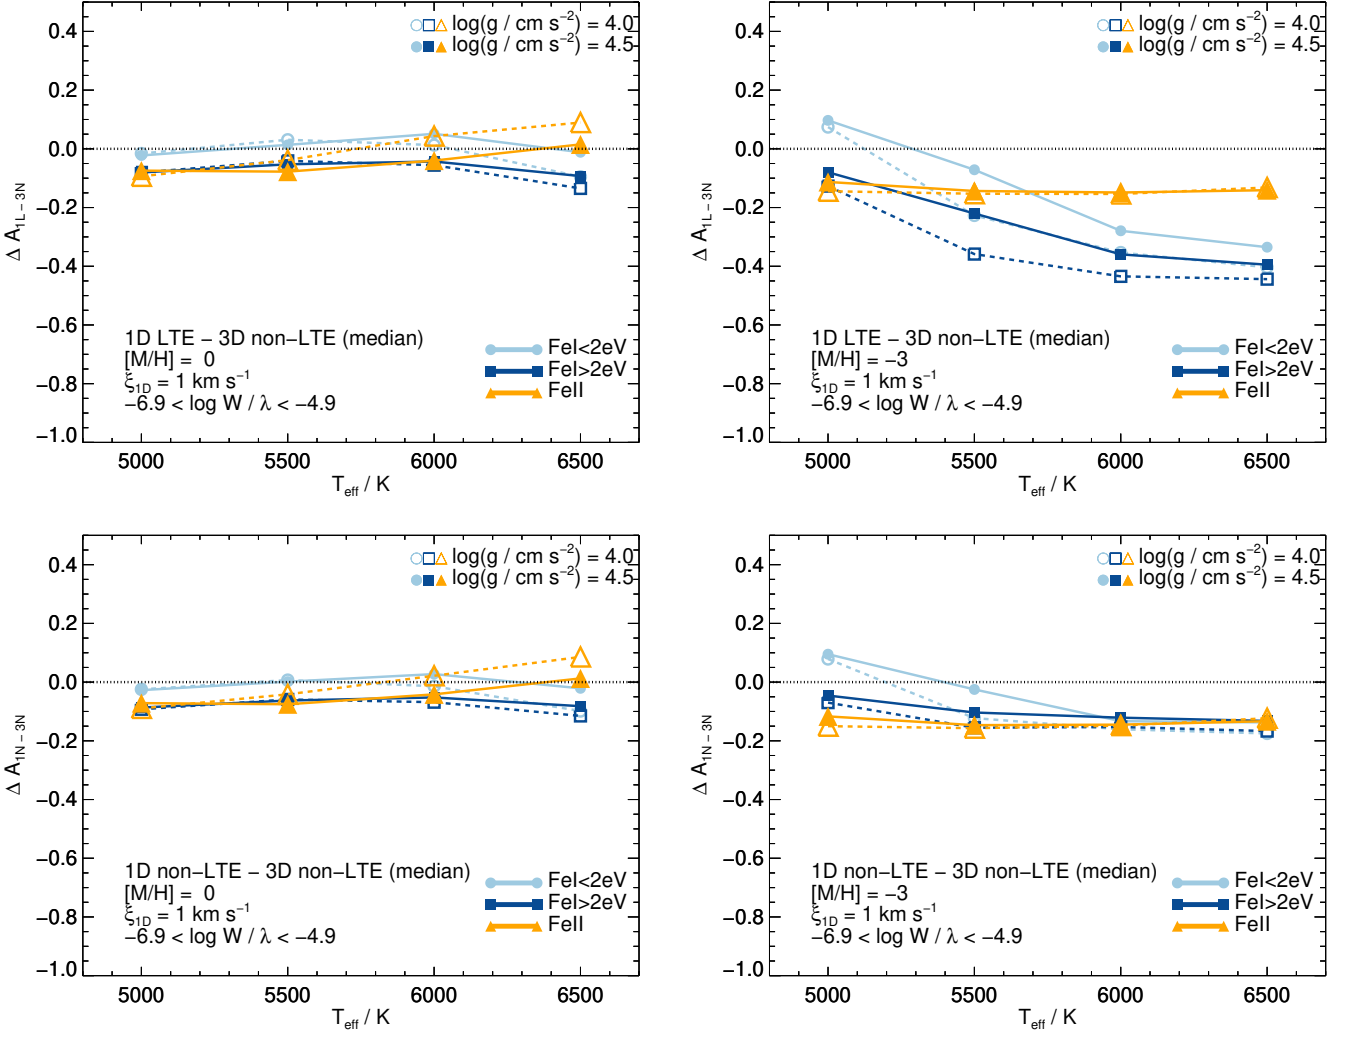 log(g / cm s⁻²) = 4.0
log(g / cm s⁻²) = 4.5
0.4
0.2
0.0
−0.2
−0.4
−0.6
−0.8
−1.0
Δ A₁L−₃N
1D LTE − 3D non−LTE (median)
[M/H] = 0
ξ₁D = 1 km s⁻¹
−6.9 < log W / λ < −4.9
FeI<2eV
FeI>2eV
FeII
5000 5500 6000 6500
Teff / K
log(g / cm s⁻²) = 4.0
log(g / cm s⁻²) = 4.5
0.4
0.2
0.0
−0.2
−0.4
−0.6
−0.8
−1.0
Δ A₁L−₃N
1D LTE − 3D non−LTE (median)
[M/H] = −3
ξ₁D = 1 km s⁻¹
−6.9 < log W / λ < −4.9
FeI<2eV
FeI>2eV
FeII
5000 5500 6000 6500
Teff / K
log(g / cm s⁻²) = 4.0
log(g / cm s⁻²) = 4.5
0.4
0.2
0.0
−0.2
−0.4
−0.6
−0.8
−1.0
Δ A₁N−₃N
1D non−LTE − 3D non−LTE (median)
[M/H] = 0
ξ₁D = 1 km s⁻¹
−6.9 < log W / λ < −4.9
FeI<2eV
FeI>2eV
FeII
5000 5500 6000 6500
Teff / K
log(g / cm s⁻²) = 4.0
log(g / cm s⁻²) = 4.5
0.4
0.2
0.0
−0.2
−0.4
−0.6
−0.8
−1.0
Δ A₁N−₃N
1D non−LTE − 3D non−LTE (median)
[M/H] = −3
ξ₁D = 1 km s⁻¹
−6.9 < log W / λ < −4.9
FeI<2eV
FeI>2eV
FeII
5000 5500 6000 6500
Teff / K